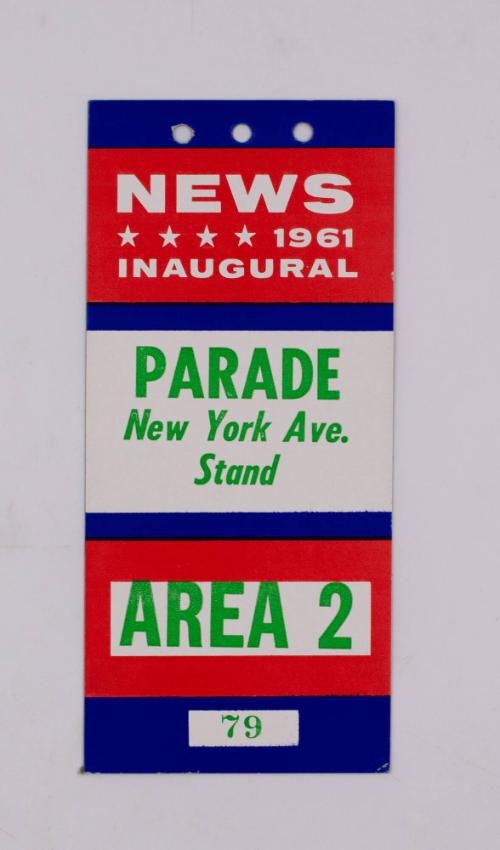 NEWS
★ ★ ★ ★ 1961
INAUGURAL
PARADE
New York Ave.
Stand
AREA 2
79